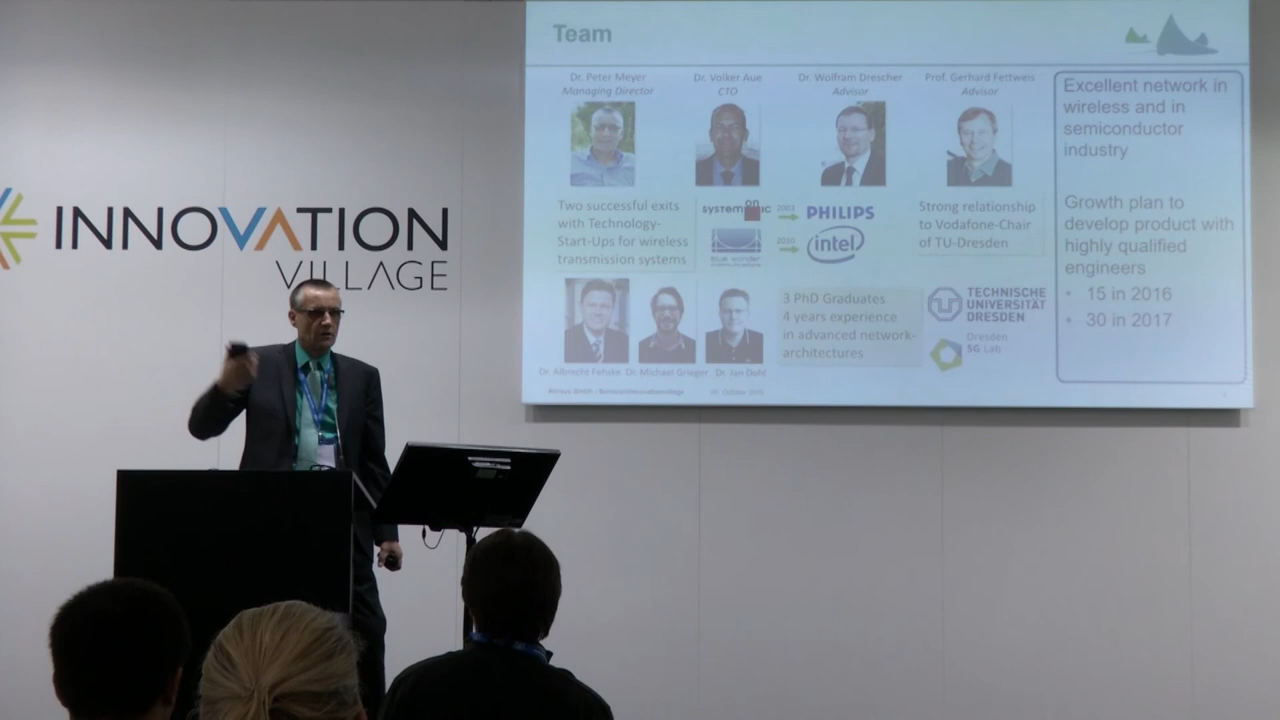 INNOVATION
VILLAGE
Team
Dr. Peter Meyer
Managing Director
Dr. Volker Aue
CTO
Dr. Wolfram Drescher
Advisor
Prof. Gerhard Fettweis
Advisor
Two successful exits
with Technology-
Start-Ups for wireless
transmission systems
systemonic
2003
PHILIPS
blue wonder
2010
intel
Strong relationship
to Vodafone-Chair
of TU-Dresden
Dr. Albrecht Fehske
Dr. Michael Grieger
Dr. Jan Dohl
3 PhD Graduates
4 years experience
in advanced network-
architectures
TECHNISCHE
UNIVERSITÄT
DRESDEN
Dresden
5G Lab
Excellent network in
wireless and in
semiconductor
industry
Growth plan to
develop product with
highly qualified
engineers
• 15 in 2016
• 30 in 2017